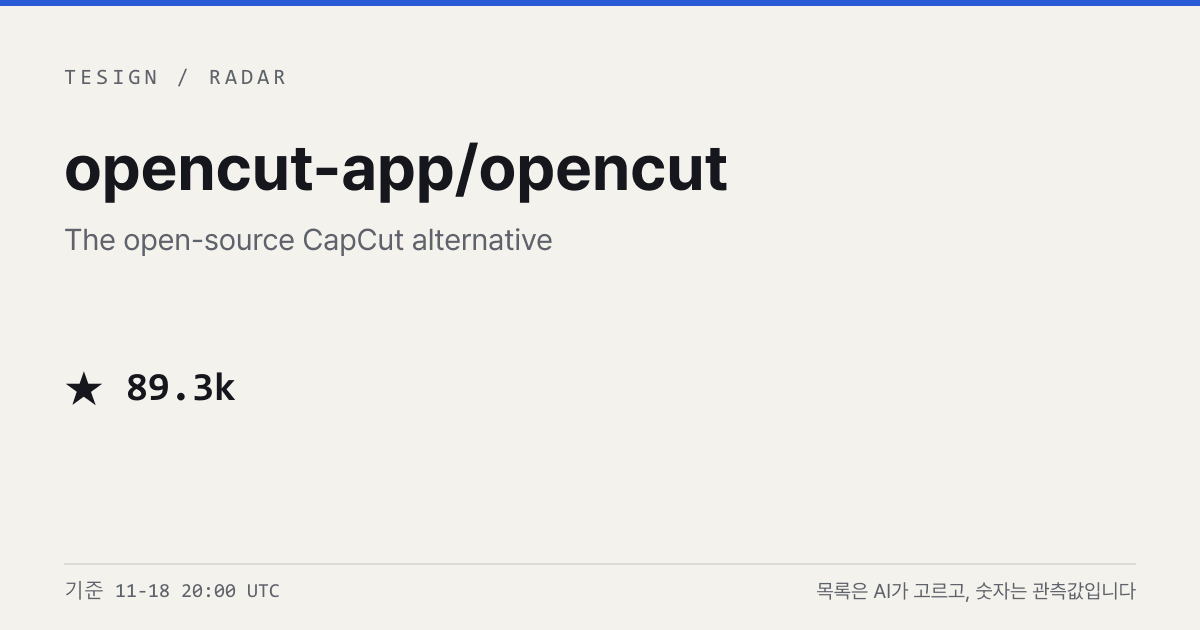 TESIGN / RADAR
opencut-app/opencut
The open-source CapCut alternative
★ 89.3k
기준 11-18 20:00 UTC
목록은 AI가 고르고, 숫자는 관측값입니다